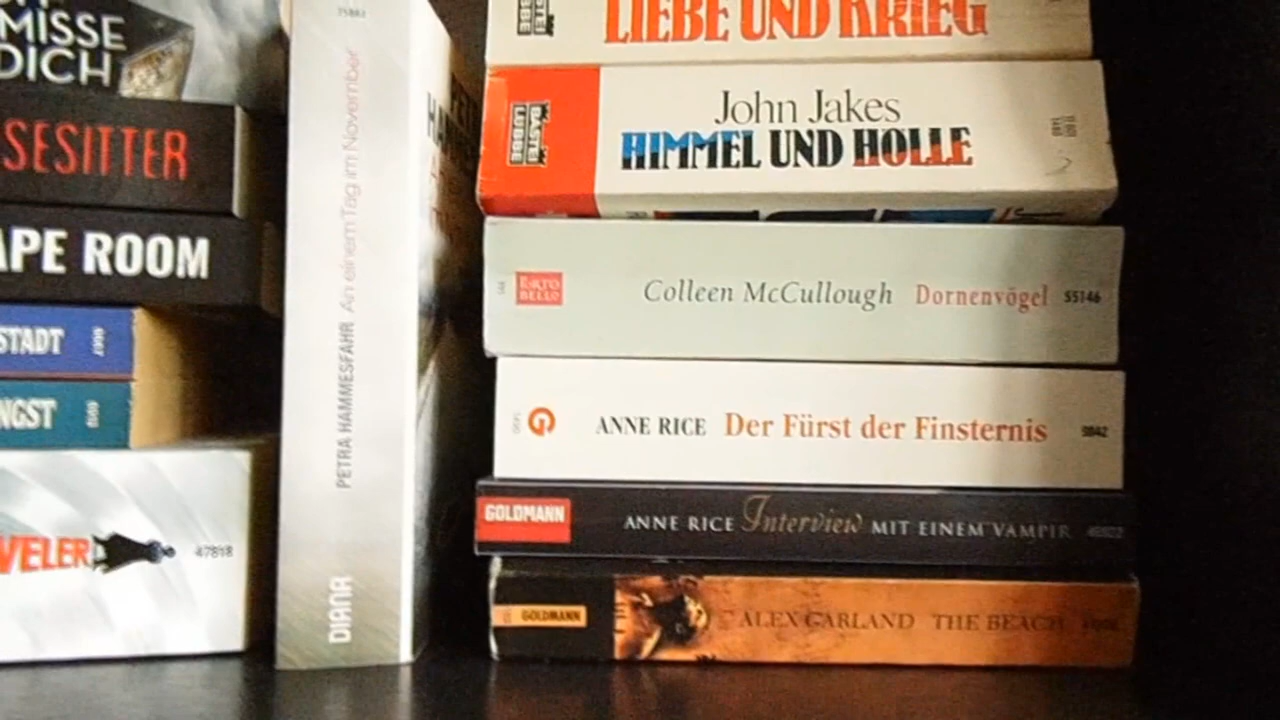 MISSE
DICH
SESITTER
APE ROOM
STADT
NGST
VELER
47818
PETRA HAMMESFAHR An einem Tag im November
DIANA
LIEBE UND KRIEG
BASTEI
LÜBBE
John Jakes
HIMMEL UND HÖLLE
Colleen McCullough Dornenvögel 55146
ANNE RICE Der Fürst der Finsternis 9842
GOLDMANN ANNE RICE Interview MIT EINEM VAMPIR
GOLDMANN ALEX GARLAND THE BEACH